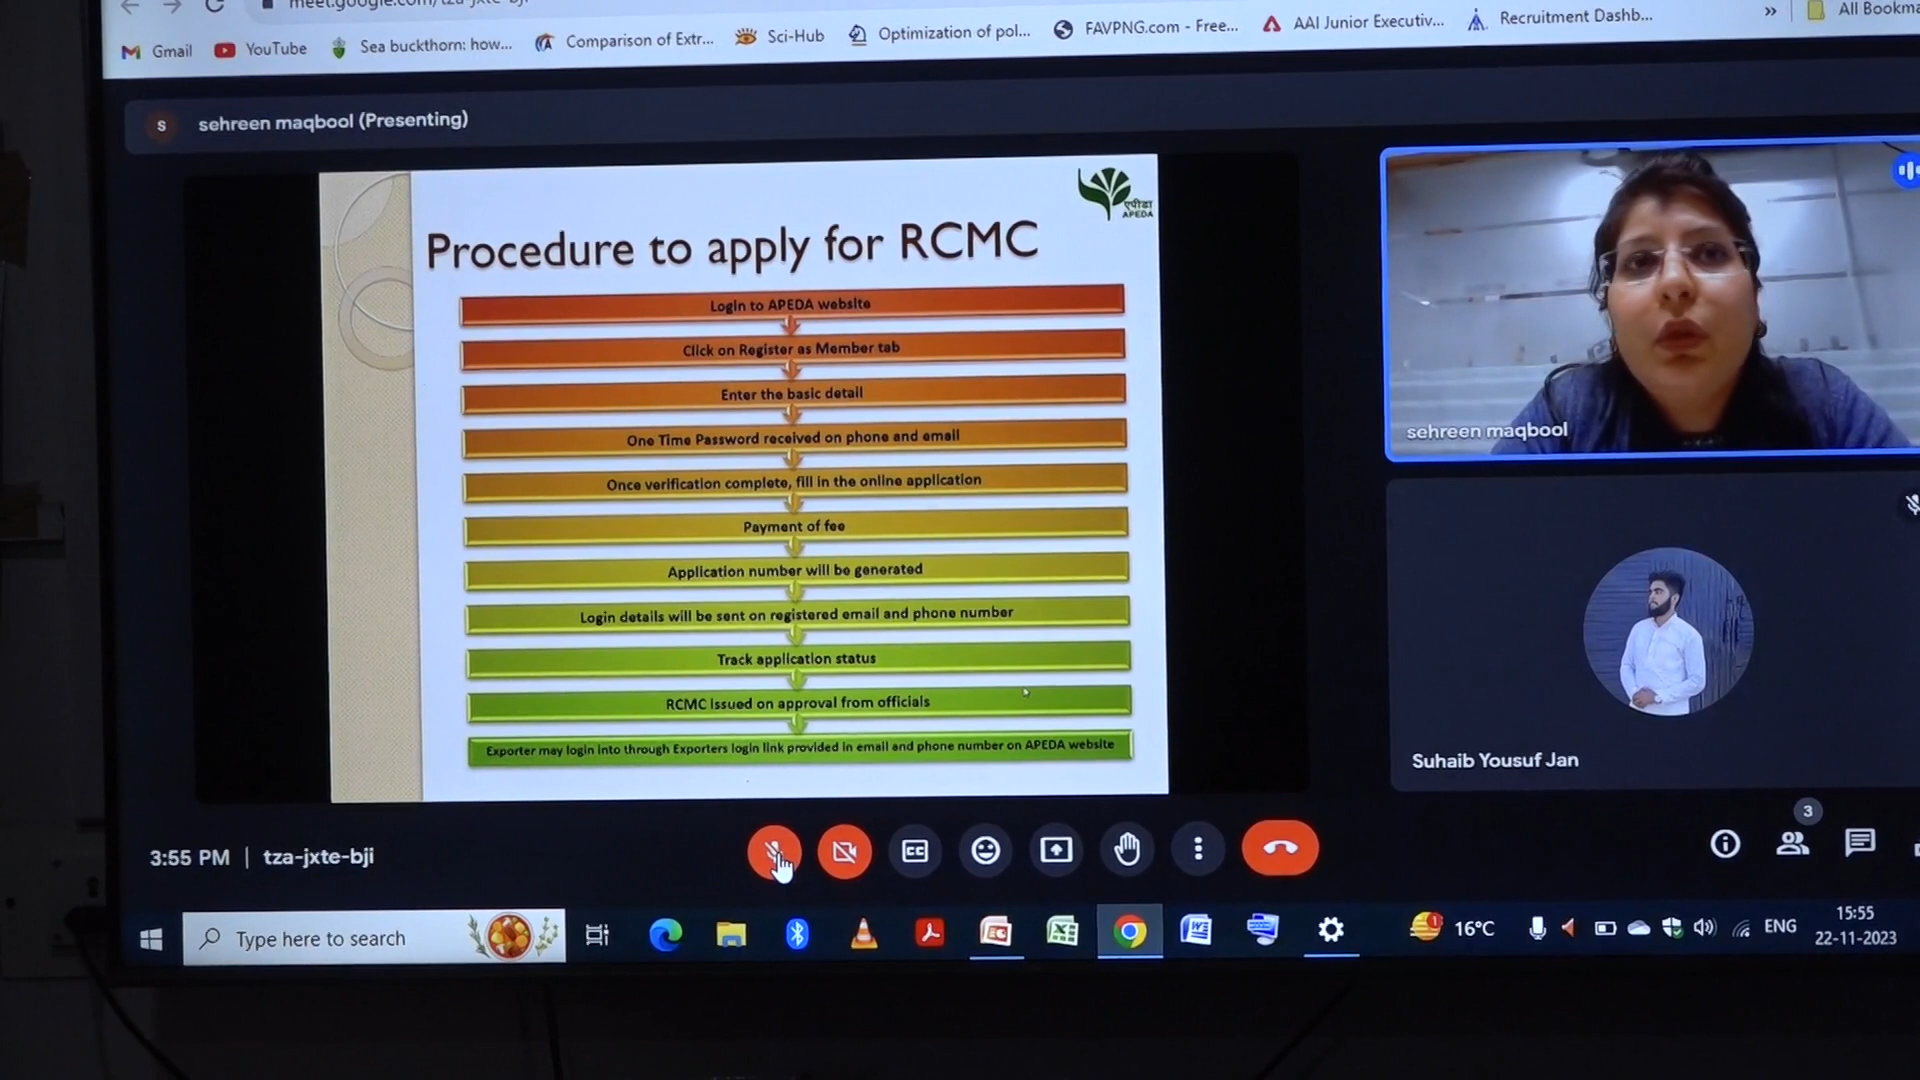 Gmail
YouTube
Sea buckthorn: how...
Comparison of Extr...
Sci-Hub
Optimization of pol...
FAVPNG.com - Free...
AAI Junior Executiv...
Recruitment Dashb...
»
All Bookma
S
sehreen maqbool (Presenting)
एपीडा
APEDA
Procedure to apply for RCMC
Login to APEDA website
Click on Register as Member tab
Enter the basic detail
One Time Password received on phone and email
Once verification complete, fill in the online application
Payment of fee
Application number will be generated
Login details will be sent on registered email and phone number
Track application status
RCMC Issued on approval from officials
Exporter may login into through Exporters login link provided in email and phone number on APEDA website
sehreen maqbool
Suhaib Yousuf Jan
3:55 PM | tza-jxte-bji
CC
3
Type here to search
1
16°C
ENG
15:55
22-11-2023